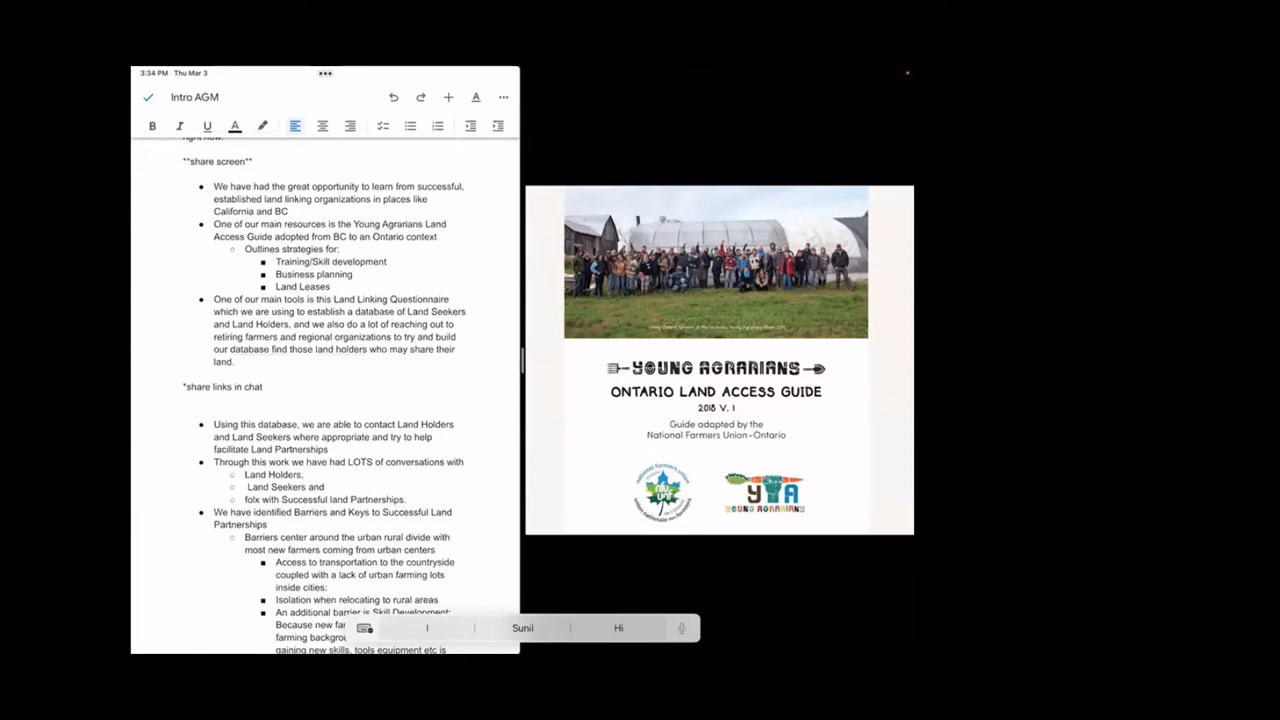 3:34 PM Thu Mar 3
Intro AGM
B I U A
right now.
**share screen**
We have had the great opportunity to learn from successful,
established land linking organizations in places like
California and BC
One of our main resources is the Young Agrarians Land
Access Guide adopted from BC to an Ontario context
Outlines strategies for:
Training/Skill development
Business planning
Land Leases
One of our main tools is this Land Linking Questionnaire
which we are using to establish a database of Land Seekers
and Land Holders, and we also do a lot of reaching out to
retiring farmers and regional organizations to try and build
our database find those land holders who may share their
land.
*share links in chat
Using this database, we are able to contact Land Holders
and Land Seekers where appropriate and try to help
facilitate Land Partnerships
Through this work we have had LOTS of conversations with
Land Holders,
Land Seekers and
folx with Successful land Partnerships.
We have identified Barriers and Keys to Successful Land
Partnerships
Barriers center around the urban rural divide with
most new farmers coming from urban centers
Access to transportation to the countryside
coupled with a lack of urban farming lots
inside cities:
Isolation when relocating to rural areas
An additional barrier is Skill Development:
Because new far
farming backgrou
gaining new skills, tools equipment etc is
I Sunil Hi
YOUNG AGRARIANS
ONTARIO LAND ACCESS GUIDE
2018 V. 1
Guide adapted by the
National Farmers Union-Ontario
national farmers union
union nationale des fermiers
Y A
YOUNG AGRARIANS